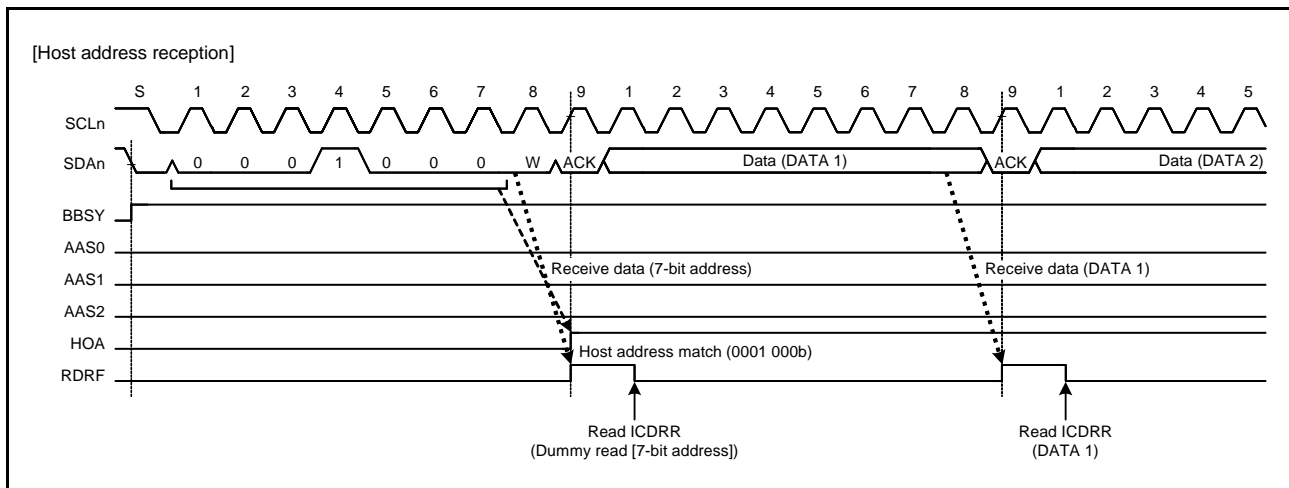 [Host address reception]
S 1 2 3 4 5 6 7 8 9 1 2 3 4 5 6 7 8 9 1 2 3 4 5
SCLn
SDAn 0 0 0 1 0 0 0 W ACK Data (DATA 1) ACK Data (DATA 2)
BBSY
AAS0
AAS1 Receive data (7-bit address) Receive data (DATA 1)
AAS2
HOA Host address match (0001 000b)
RDRF
Read ICDRR Read ICDRR
(Dummy read [7-bit address]) (DATA 1)